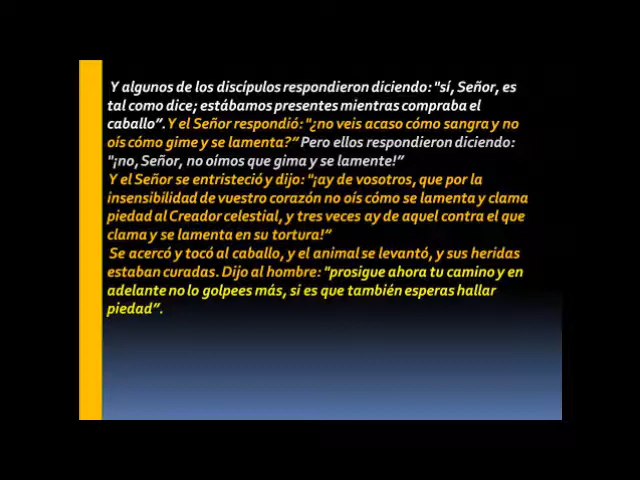 Y algunos de los discípulos respondieron diciendo: "sí, Señor, es
tal como dice; estábamos presentes mientras compraba el
caballo”. Y el Señor respondió: "¿no veis acaso cómo sangra y no
oís cómo gime y se lamenta?” Pero ellos respondieron diciendo:
"¡no, Señor, no oímos que gima y se lamente!”
Y el Señor se entristeció y dijo: "¡ay de vosotros, que por la
insensibilidad de vuestro corazón no oís cómo se lamenta y clama
piedad al Creador celestial, y tres veces ay de aquel contra el que
clama y se lamenta en su tortura!”
Se acercó y tocó al caballo, y el animal se levantó, y sus heridas
estaban curadas. Dijo al hombre: "prosigue ahora tu camino y en
adelante no lo golpees más, si es que también esperas hallar
piedad”.